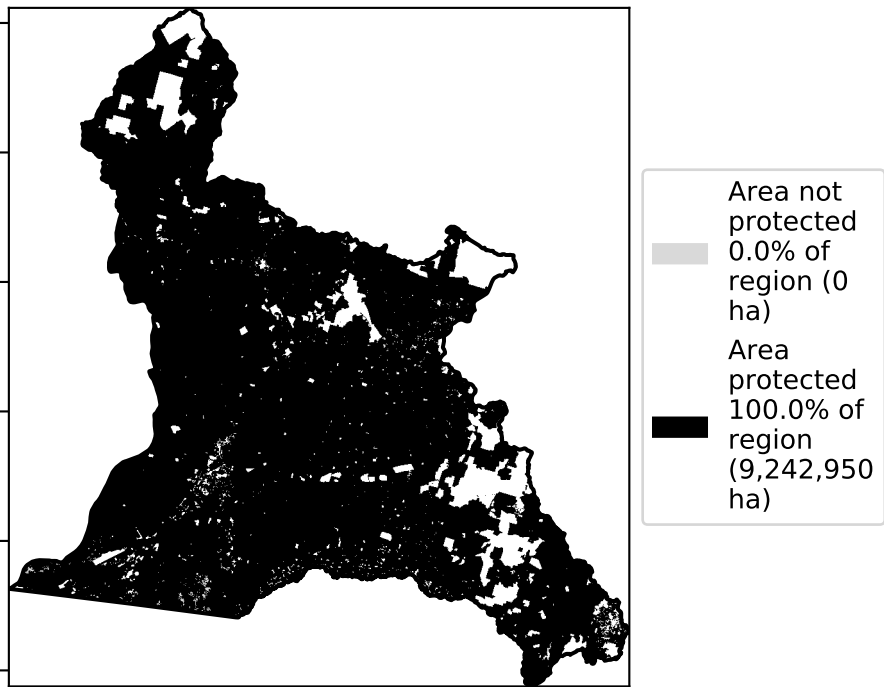 Area not
protected
0.0% of
region (0
ha)
Area
protected
100.0% of
region
(9,242,950
ha)